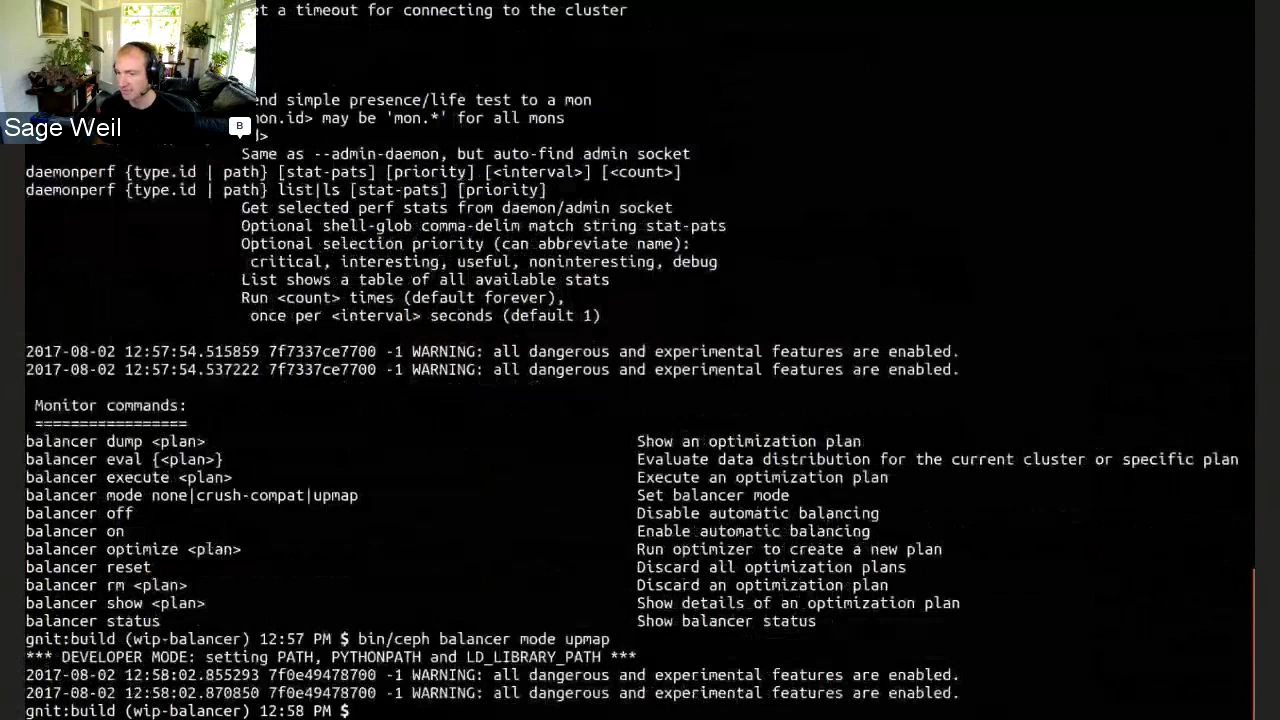 et a timeout for connecting to the cluster
end simple presence/life test to a mon
mon.id> may be 'mon.*' for all mons
Sage Weil
B
d>
Same as --admin-daemon, but auto-find admin socket
daemonperf {type.id | path} [stat-pats] [priority] [<interval>] [<count>]
daemonperf {type.id | path} list|ls [stat-pats] [priority]
Get selected perf stats from daemon/admin socket
Optional shell-glob comma-delim match string stat-pats
Optional selection priority (can abbreviate name):
critical, interesting, useful, noninteresting, debug
List shows a table of all available stats
Run <count> times (default forever),
once per <interval> seconds (default 1)
2017-08-02 12:57:54.515859 7f7337ce7700 -1 WARNING: all dangerous and experimental features are enabled.
2017-08-02 12:57:54.537222 7f7337ce7700 -1 WARNING: all dangerous and experimental features are enabled.
Monitor commands:
=================
balancer dump <plan> Show an optimization plan
balancer eval {<plan>} Evaluate data distribution for the current cluster or specific plan
balancer execute <plan> Execute an optimization plan
balancer mode none|crush-compat|upmap Set balancer mode
balancer off Disable automatic balancing
balancer on Enable automatic balancing
balancer optimize <plan> Run optimizer to create a new plan
balancer reset Discard all optimization plans
balancer rm <plan> Discard an optimization plan
balancer show <plan> Show details of an optimization plan
balancer status Show balancer status
gnit:build (wip-balancer) 12:57 PM $ bin/ceph balancer mode upmap
*** DEVELOPER MODE: setting PATH, PYTHONPATH and LD_LIBRARY_PATH ***
2017-08-02 12:58:02.855293 7f0e49478700 -1 WARNING: all dangerous and experimental features are enabled.
2017-08-02 12:58:02.870850 7f0e49478700 -1 WARNING: all dangerous and experimental features are enabled.
gnit:build (wip-balancer) 12:58 PM $